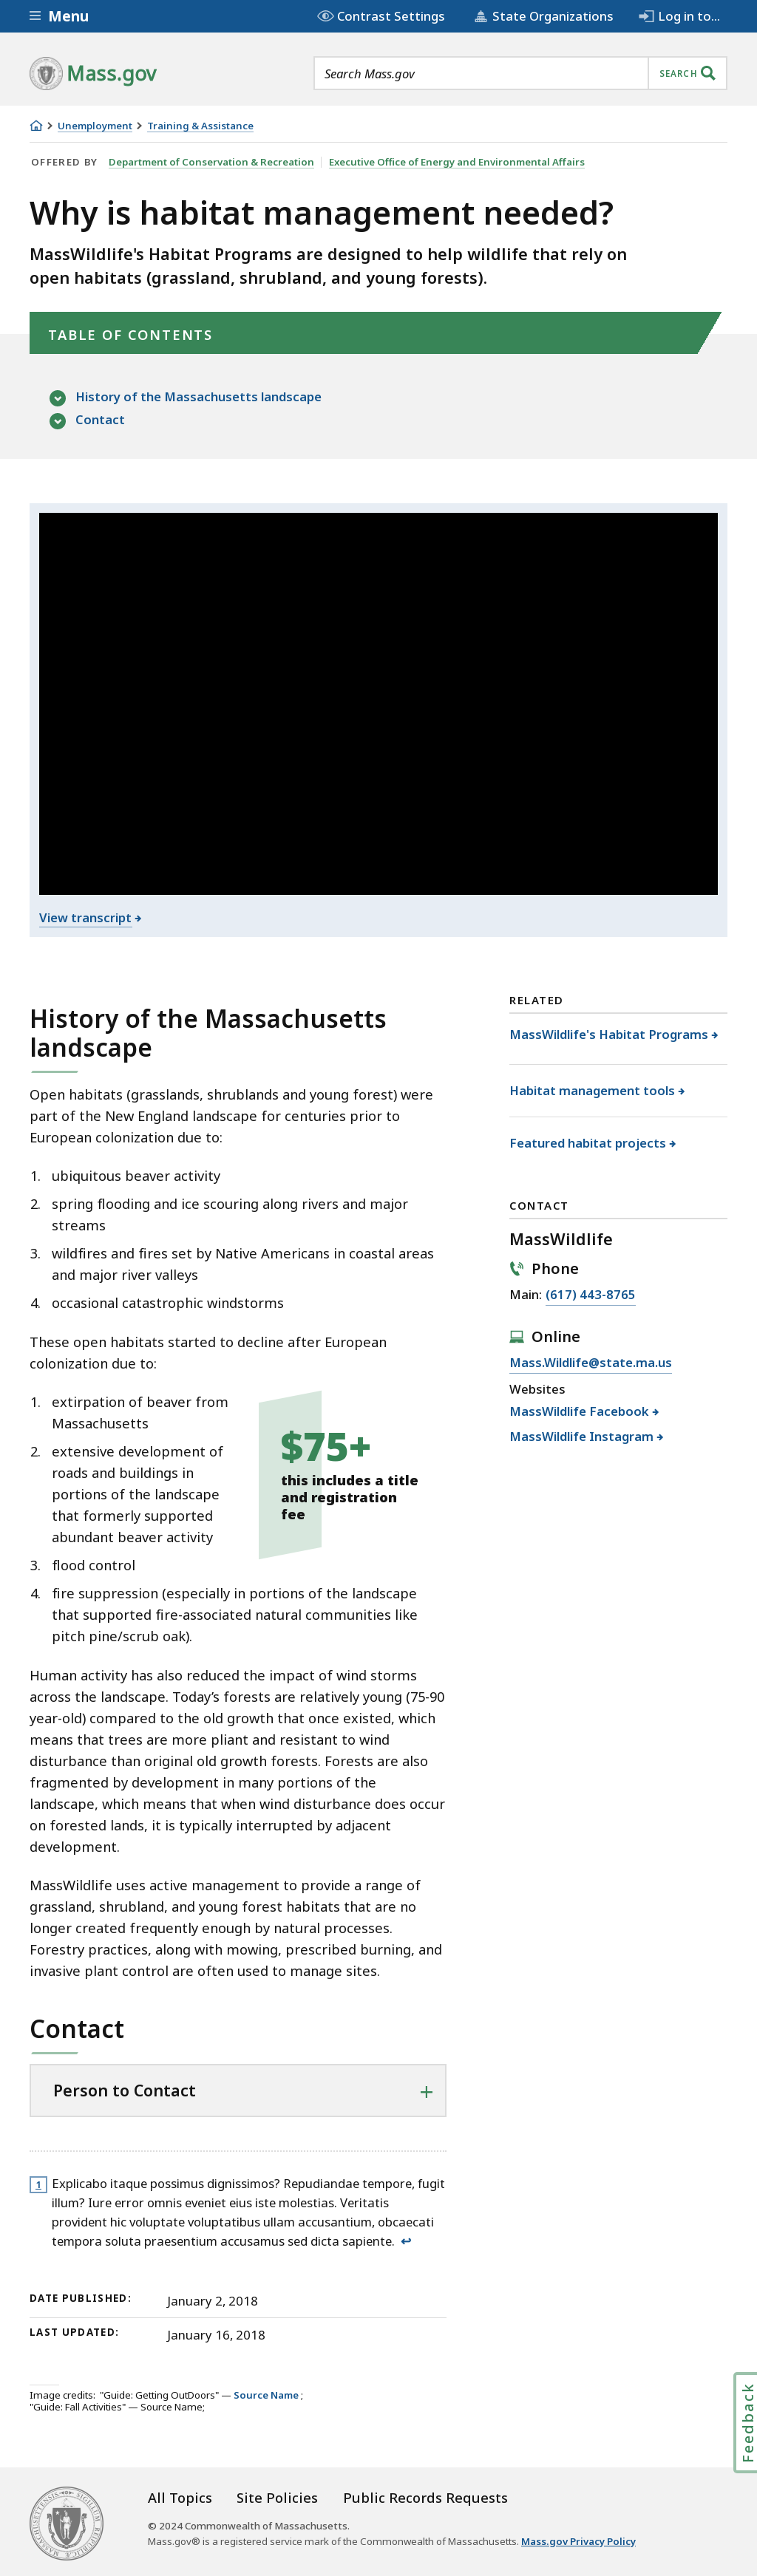 Menu
Contrast Settings
State Organizations
Log in to...
Mass.gov
Search Mass.gov
SEARCH
Unemployment
Training & Assistance
OFFERED BY Department of Conservation & Recreation Executive Office of Energy and Environmental Affairs
Why is habitat management needed?
MassWildlife's Habitat Programs are designed to help wildlife that rely on
open habitats (grassland, shrubland, and young forests).
TABLE OF CONTENTS
History of the Massachusetts landscape
Contact
View transcript
History of the Massachusetts
landscape
Open habitats (grasslands, shrublands and young forest) were
part of the New England landscape for centuries prior to
European colonization due to:
1. ubiquitous beaver activity
2. spring flooding and ice scouring along rivers and major
streams
3. wildfires and fires set by Native Americans in coastal areas
and major river valleys
4. occasional catastrophic windstorms
These open habitats started to decline after European
colonization due to:
1. extirpation of beaver from
Massachusetts
2. extensive development of
roads and buildings in
portions of the landscape
that formerly supported
abundant beaver activity
3. flood control
4. fire suppression (especially in portions of the landscape
that supported fire-associated natural communities like
pitch pine/scrub oak).
$75+
this includes a title
and registration
fee
Human activity has also reduced the impact of wind storms
across the landscape. Today’s forests are relatively young (75-90
year-old) compared to the old growth that once existed, which
means that trees are more pliant and resistant to wind
disturbance than original old growth forests. Forests are also
fragmented by development in many portions of the
landscape, which means that when wind disturbance does occur
on forested lands, it is typically interrupted by adjacent
development.
MassWildlife uses active management to provide a range of
grassland, shrubland, and young forest habitats that are no
longer created frequently enough by natural processes.
Forestry practices, along with mowing, prescribed burning, and
invasive plant control are often used to manage sites.
Contact
Person to Contact
1 Explicabo itaque possimus dignissimos? Repudiandae tempore, fugit
illum? Iure error omnis eveniet eius iste molestias. Veritatis
provident hic voluptate voluptatibus ullam accusantium, obcaecati
tempora soluta praesentium accusamus sed dicta sapiente. ↩
DATE PUBLISHED: January 2, 2018
LAST UPDATED: January 16, 2018
Image credits: "Guide: Getting OutDoors" — Source Name ;
"Guide: Fall Activities" — Source Name;
RELATED
MassWildlife's Habitat Programs
Habitat management tools
Featured habitat projects
CONTACT
MassWildlife
Phone
Main: (617) 443-8765
Online
Mass.Wildlife@state.ma.us
Websites
MassWildlife Facebook
MassWildlife Instagram
Feedback
All Topics
Site Policies
Public Records Requests
© 2024 Commonwealth of Massachusetts.
Mass.gov® is a registered service mark of the Commonwealth of Massachusetts. Mass.gov Privacy Policy